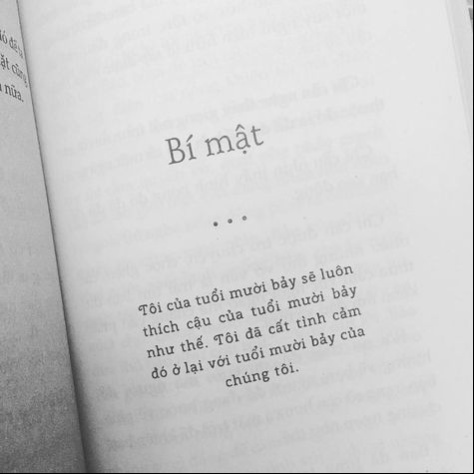 nữa.
Bí mật
...
Tôi của tuổi mười bảy sẽ luôn
thích cậu của tuổi mười bảy
như thế. Tôi đã cất tình cảm
đó ở lại với tuổi mười bảy của
chúng tôi.